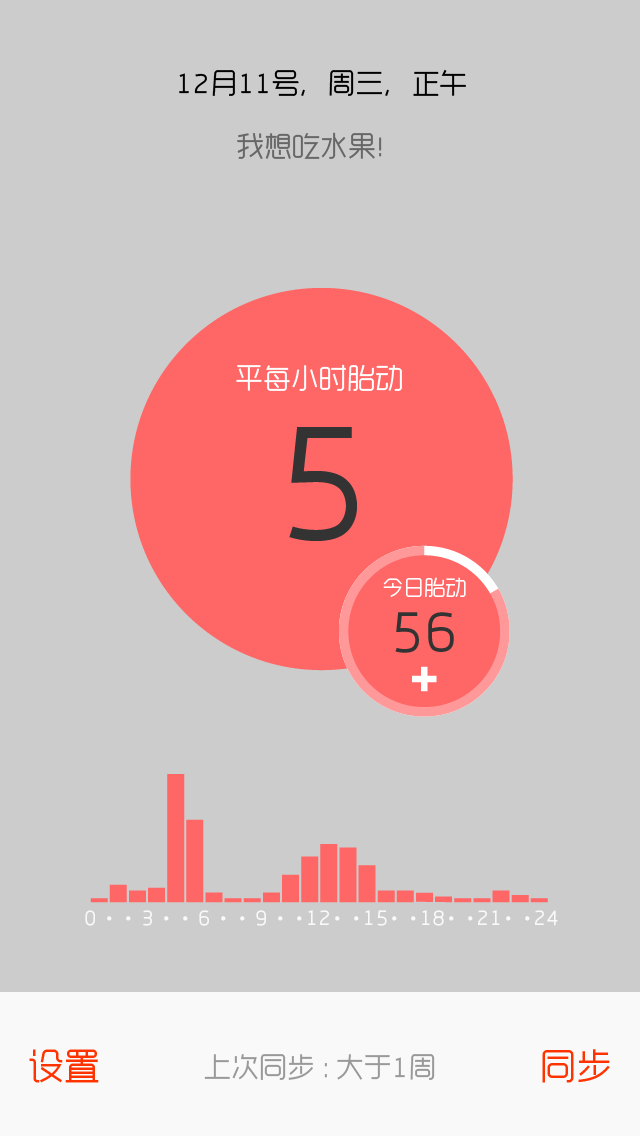 12月11号，周三，正午
我想吃水果!
平每小时胎动
5
今日胎动
56
0 • • 3 • • 6 • • 9 • • 12 • • 15 • • 18 • • 21 • • 24
设置
上次同步 : 大于1周
同步